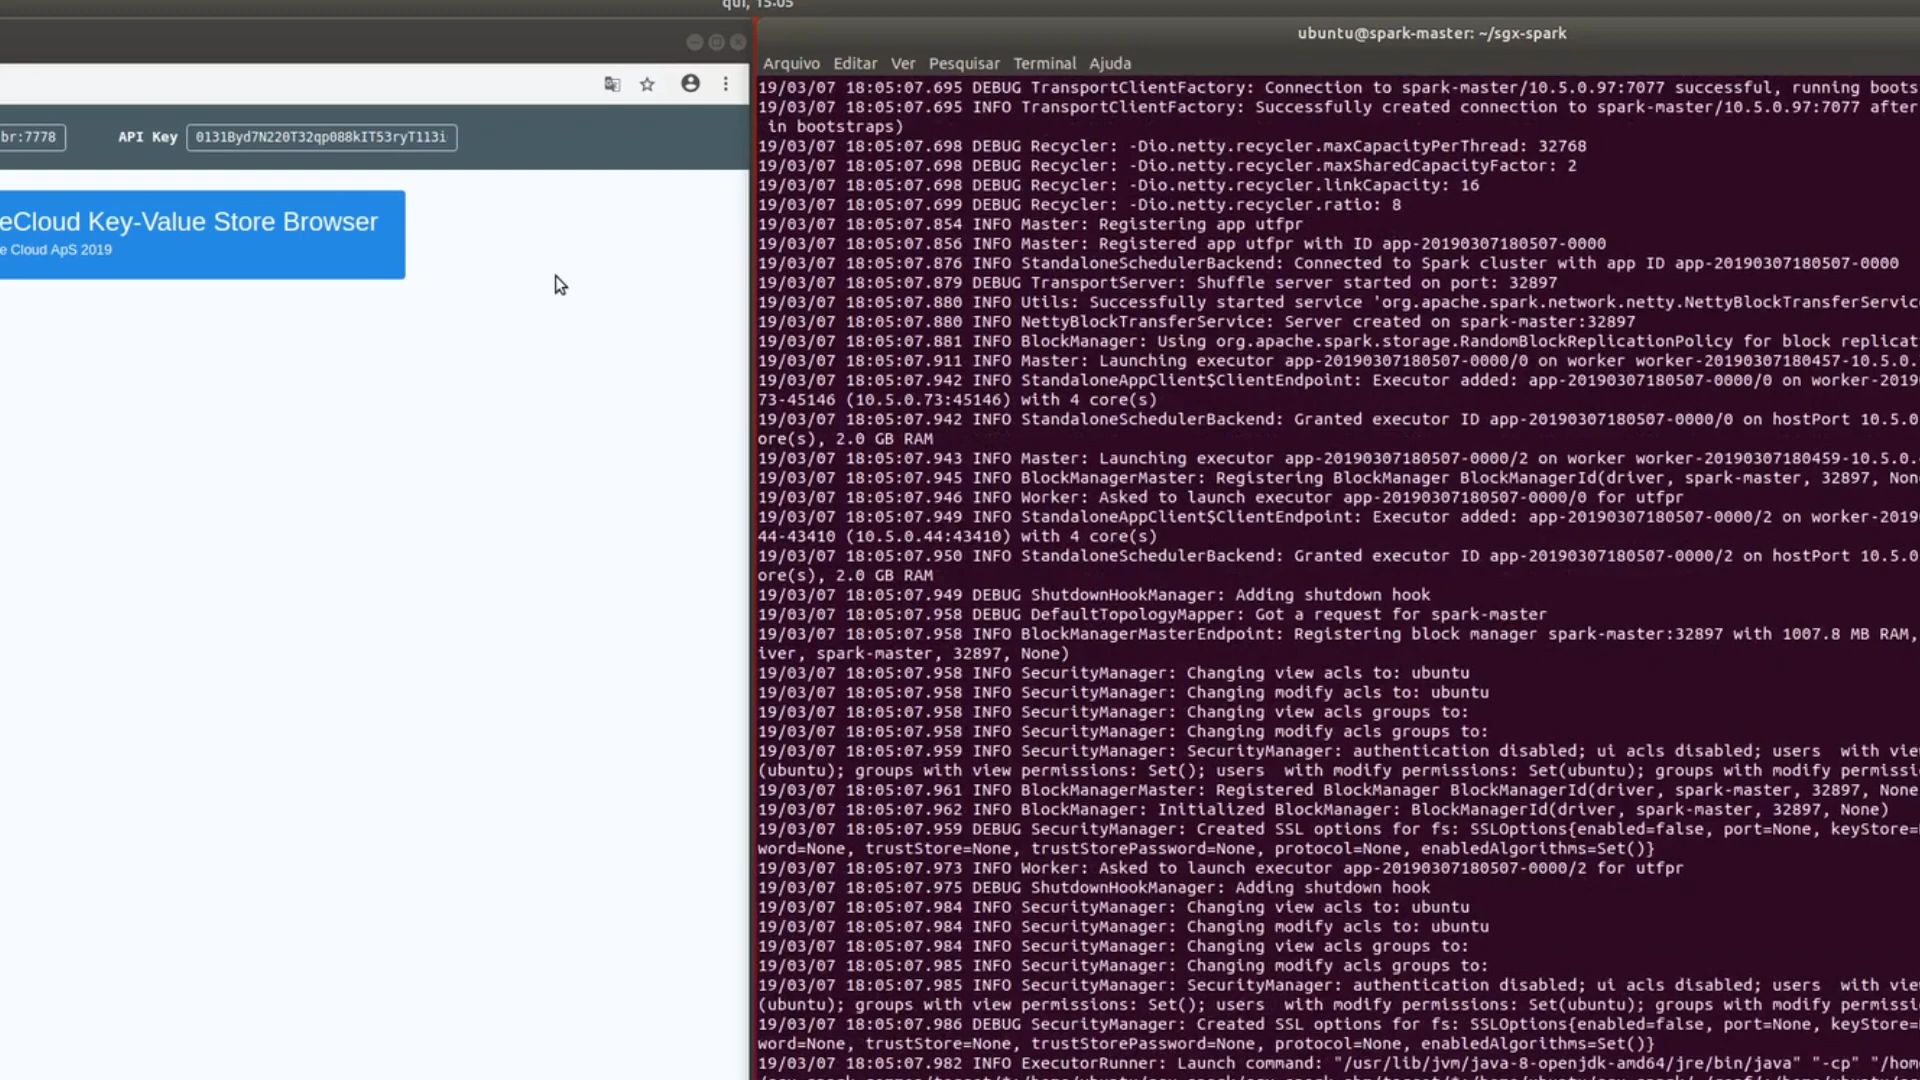 qui, 15:05
br:7778
API Key
0131Byd7N220T32qp088kIT53ryT113i
eCloud Key-Value Store Browser
e Cloud ApS 2019
ubuntu@spark-master: ~/sgx-spark
Arquivo Editar Ver Pesquisar Terminal Ajuda
19/03/07 18:05:07.695 DEBUG TransportClientFactory: Connection to spark-master/10.5.0.97:7077 successful, running boots
19/03/07 18:05:07.695 INFO TransportClientFactory: Successfully created connection to spark-master/10.5.0.97:7077 after
in bootstraps)
19/03/07 18:05:07.698 DEBUG Recycler: -Dio.netty.recycler.maxCapacityPerThread: 32768
19/03/07 18:05:07.698 DEBUG Recycler: -Dio.netty.recycler.maxSharedCapacityFactor: 2
19/03/07 18:05:07.698 DEBUG Recycler: -Dio.netty.recycler.linkCapacity: 16
19/03/07 18:05:07.699 DEBUG Recycler: -Dio.netty.recycler.ratio: 8
19/03/07 18:05:07.854 INFO Master: Registering app utfpr
19/03/07 18:05:07.856 INFO Master: Registered app utfpr with ID app-20190307180507-0000
19/03/07 18:05:07.876 INFO StandaloneSchedulerBackend: Connected to Spark cluster with app ID app-20190307180507-0000
19/03/07 18:05:07.879 DEBUG TransportServer: Shuffle server started on port: 32897
19/03/07 18:05:07.880 INFO Utils: Successfully started service 'org.apache.spark.network.netty.NettyBlockTransferServic
19/03/07 18:05:07.880 INFO NettyBlockTransferService: Server created on spark-master:32897
19/03/07 18:05:07.881 INFO BlockManager: Using org.apache.spark.storage.RandomBlockReplicationPolicy for block replicat
19/03/07 18:05:07.911 INFO Master: Launching executor app-20190307180507-0000/0 on worker worker-20190307180457-10.5.0.
19/03/07 18:05:07.942 INFO StandaloneAppClient$ClientEndpoint: Executor added: app-20190307180507-0000/0 on worker-2019
73-45146 (10.5.0.73:45146) with 4 core(s)
19/03/07 18:05:07.942 INFO StandaloneSchedulerBackend: Granted executor ID app-20190307180507-0000/0 on hostPort 10.5.0
ore(s), 2.0 GB RAM
19/03/07 18:05:07.943 INFO Master: Launching executor app-20190307180507-0000/2 on worker worker-20190307180459-10.5.0.
19/03/07 18:05:07.945 INFO BlockManagerMaster: Registering BlockManager BlockManagerId(driver, spark-master, 32897, Non
19/03/07 18:05:07.946 INFO Worker: Asked to launch executor app-20190307180507-0000/0 for utfpr
19/03/07 18:05:07.949 INFO StandaloneAppClient$ClientEndpoint: Executor added: app-20190307180507-0000/2 on worker-2019
44-43410 (10.5.0.44:43410) with 4 core(s)
19/03/07 18:05:07.950 INFO StandaloneSchedulerBackend: Granted executor ID app-20190307180507-0000/2 on hostPort 10.5.0
ore(s), 2.0 GB RAM
19/03/07 18:05:07.949 DEBUG ShutdownHookManager: Adding shutdown hook
19/03/07 18:05:07.958 DEBUG DefaultTopologyMapper: Got a request for spark-master
19/03/07 18:05:07.958 INFO BlockManagerMasterEndpoint: Registering block manager spark-master:32897 with 1007.8 MB RAM,
iver, spark-master, 32897, None)
19/03/07 18:05:07.958 INFO SecurityManager: Changing view acls to: ubuntu
19/03/07 18:05:07.958 INFO SecurityManager: Changing modify acls to: ubuntu
19/03/07 18:05:07.958 INFO SecurityManager: Changing view acls groups to:
19/03/07 18:05:07.958 INFO SecurityManager: Changing modify acls groups to:
19/03/07 18:05:07.959 INFO SecurityManager: SecurityManager: authentication disabled; ui acls disabled; users  with vie
(ubuntu); groups with view permissions: Set(); users  with modify permissions: Set(ubuntu); groups with modify permissi
19/03/07 18:05:07.961 INFO BlockManagerMaster: Registered BlockManager BlockManagerId(driver, spark-master, 32897, None
19/03/07 18:05:07.962 INFO BlockManager: Initialized BlockManager: BlockManagerId(driver, spark-master, 32897, None)
19/03/07 18:05:07.959 DEBUG SecurityManager: Created SSL options for fs: SSLOptions{enabled=false, port=None, keyStore=
word=None, trustStore=None, trustStorePassword=None, protocol=None, enabledAlgorithms=Set()}
19/03/07 18:05:07.973 INFO Worker: Asked to launch executor app-20190307180507-0000/2 for utfpr
19/03/07 18:05:07.975 DEBUG ShutdownHookManager: Adding shutdown hook
19/03/07 18:05:07.984 INFO SecurityManager: Changing view acls to: ubuntu
19/03/07 18:05:07.984 INFO SecurityManager: Changing modify acls to: ubuntu
19/03/07 18:05:07.984 INFO SecurityManager: Changing view acls groups to:
19/03/07 18:05:07.985 INFO SecurityManager: Changing modify acls groups to:
19/03/07 18:05:07.985 INFO SecurityManager: SecurityManager: authentication disabled; ui acls disabled; users  with vie
(ubuntu); groups with view permissions: Set(); users  with modify permissions: Set(ubuntu); groups with modify permissi
19/03/07 18:05:07.986 DEBUG SecurityManager: Created SSL options for fs: SSLOptions{enabled=false, port=None, keyStore=
word=None, trustStore=None, trustStorePassword=None, protocol=None, enabledAlgorithms=Set()}
19/03/07 18:05:07.982 INFO ExecutorRunner: Launch command: "/usr/lib/jvm/java-8-openjdk-amd64/jre/bin/java" "-cp" "/hom